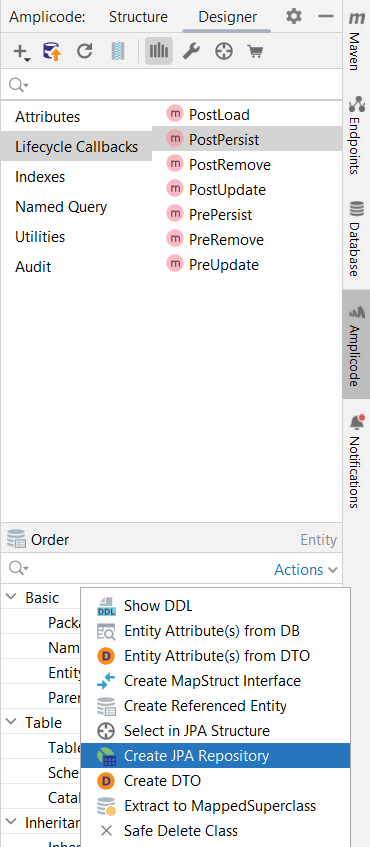 Amplicode:
Structure
Designer
Attributes
Lifecycle Callbacks
Indexes
Named Query
Utilities
Audit
m PostLoad
m PostPersist
m PostRemove
m PostUpdate
m PrePersist
m PreRemove
m PreUpdate
m Maven
Endpoints
Database
Amplicode
Notifications
Order
Entity
Actions
Basic
Packa
Nam
Entity
Paren
Table
Table
Sche
Catal
Inheritan
Inher
DDL Show DDL
Entity Attribute(s) from DB
D Entity Attribute(s) from DTO
Create MapStruct Interface
Create Referenced Entity
Select in JPA Structure
Create JPA Repository
D Create DTO
Extract to MappedSuperclass
Safe Delete Class